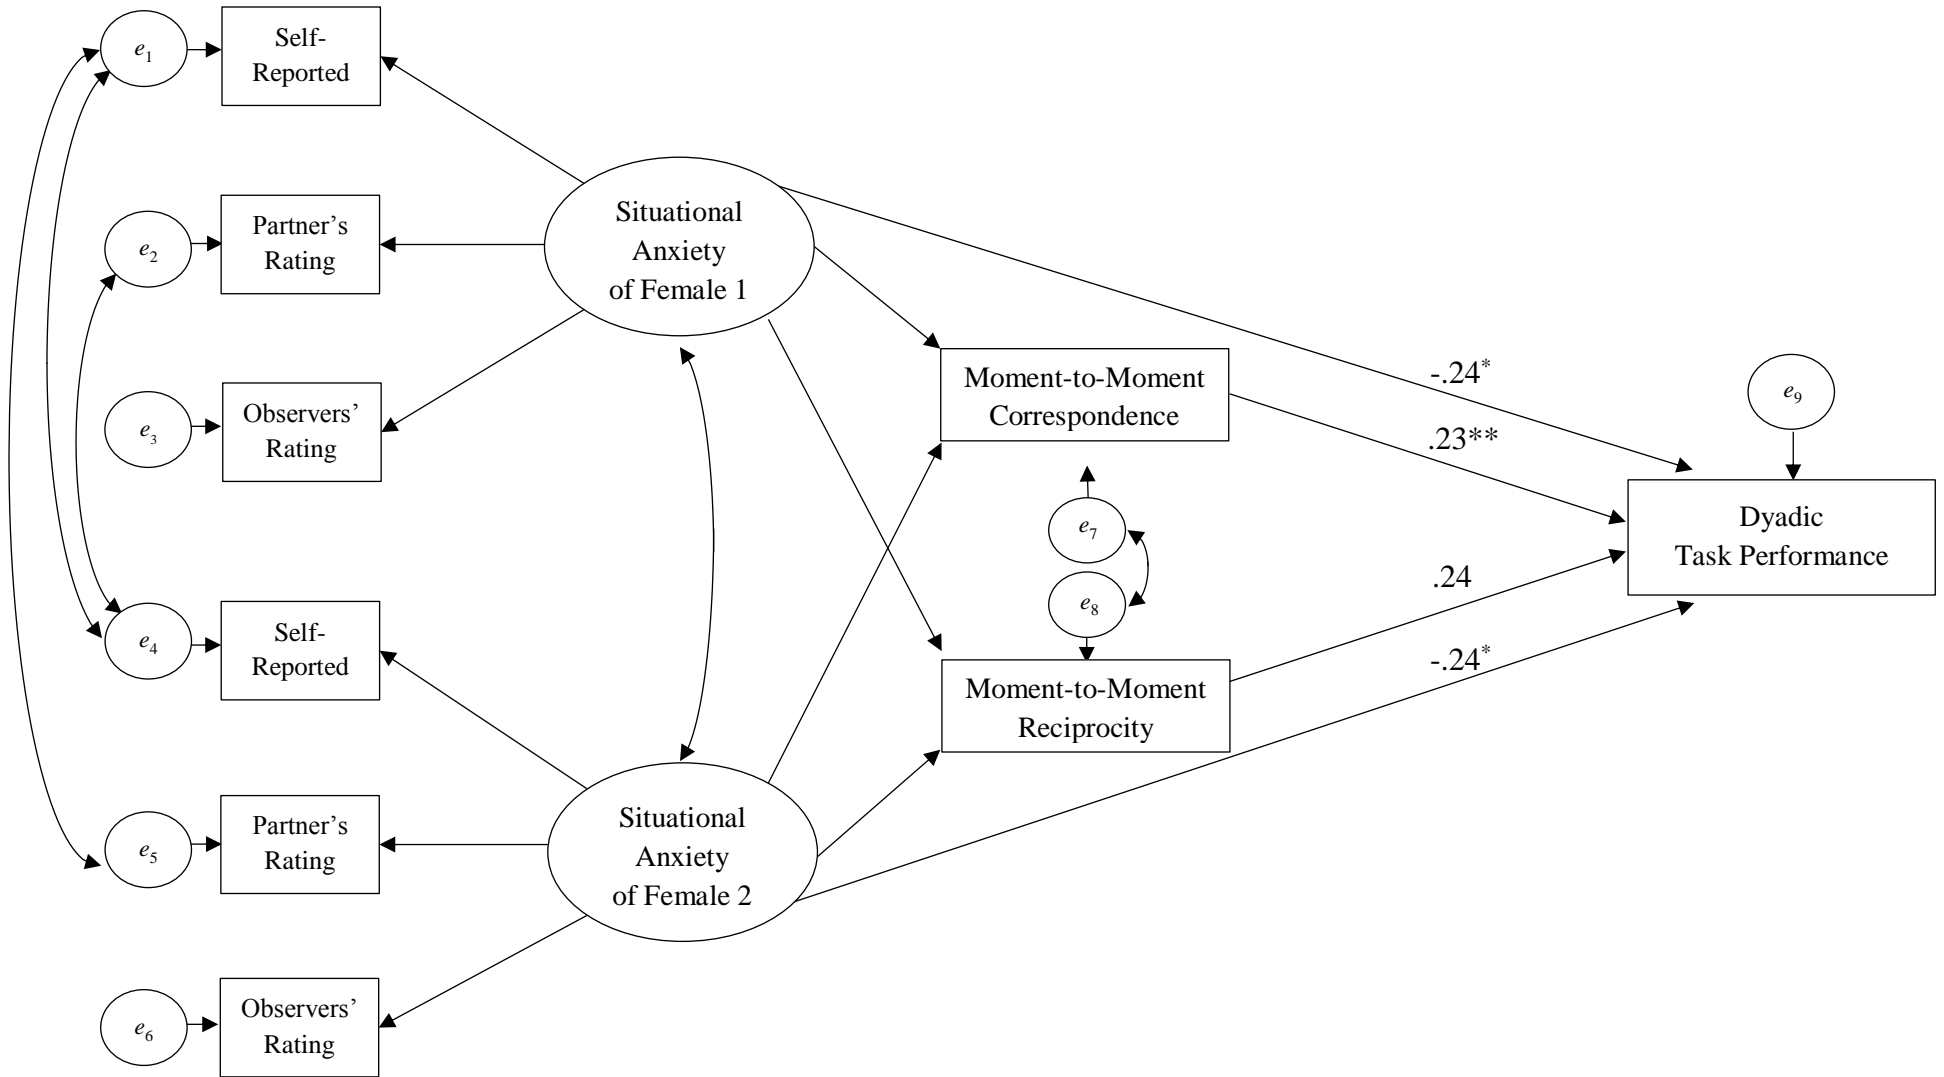 e1
Self-
Reported
e2
Partner’s
Rating
e3
Observers’
Rating
e4
Self-
Reported
e5
Partner’s
Rating
e6
Observers’
Rating
Situational
Anxiety
of Female 1
Situational
Anxiety
of Female 2
Moment-to-Moment
Correspondence
e7
e8
Moment-to-Moment
Reciprocity
-.24*
.23**
.24
-.24*
e9
Dyadic
Task Performance